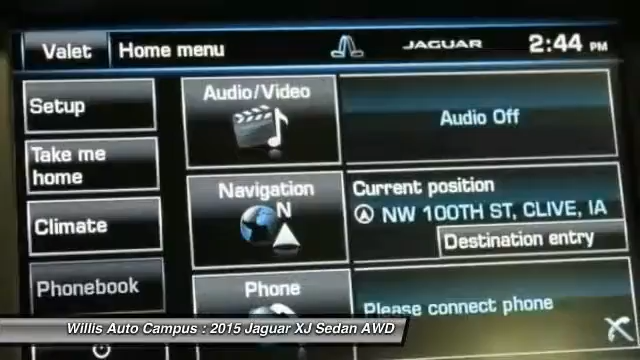 Valet
Home menu
JAGUAR
2:44 PM
Setup
Take me
home
Climate
Phonebook
Audio/Video
Audio Off
Navigation
N
Current position
NW 100TH ST, CLIVE, IA
Destination entry
Phone
Please connect phone
Willis Auto Campus : 2015 Jaguar XJ Sedan AWD